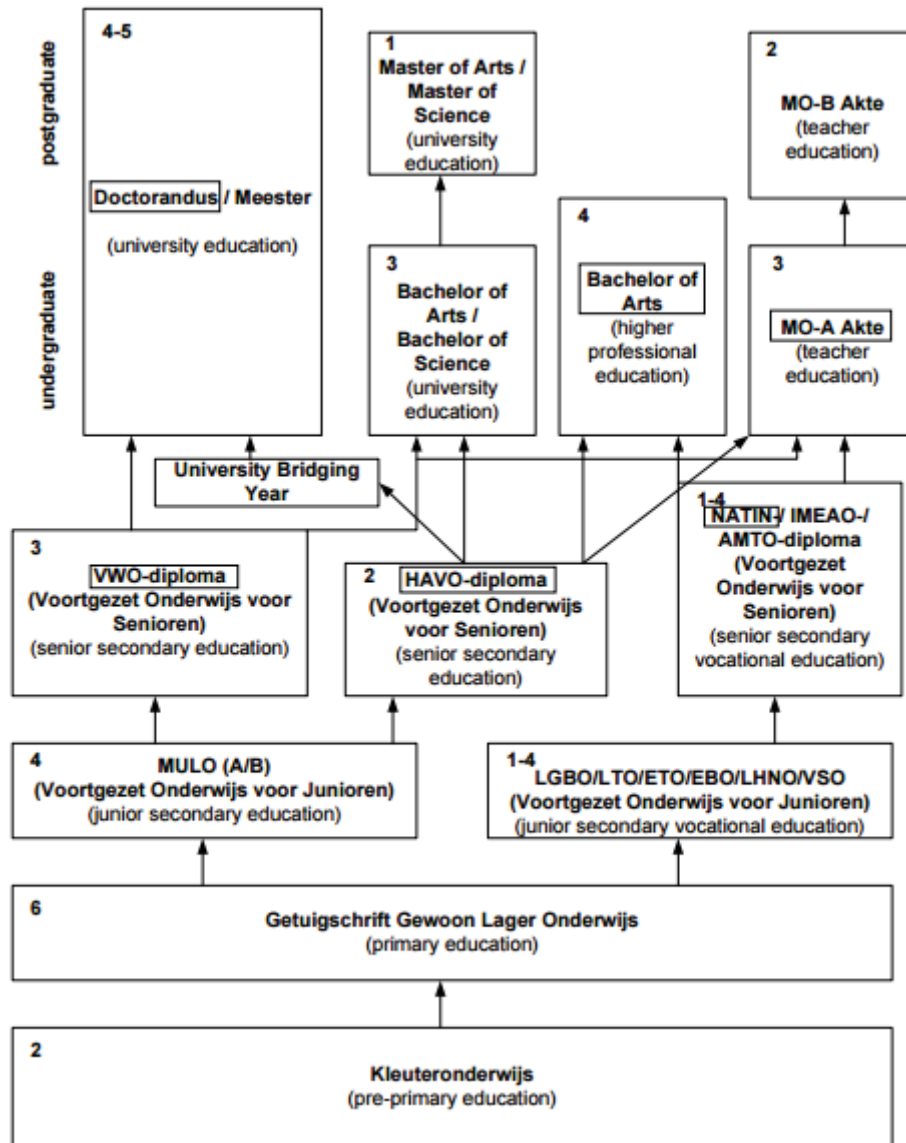 postgraduate
undergraduate
4-5
Doctorandus / Meester
(university education)
1
Master of Arts /
Master of
Science
(university
education)
2
MO-B Akte
(teacher
education)
3
Bachelor of
Arts /
Bachelor of
Science
(university
education)
4
Bachelor of
Arts
(higher
professional
education)
3
MO-A Akte
(teacher
education)
University Bridging
Year
3
VWO-diploma
(Voortgezet Onderwijs voor
Senioren)
(senior secondary education)
2
HAVO-diploma
(Voortgezet Onderwijs
voor Senioren)
(senior secondary
education)
1-4
NATIN-/ IMEAO-/
AMTO-diploma
(Voortgezet
Onderwijs voor
Senioren)
(senior secondary
vocational education)
4
MULO (A/B)
(Voortgezet Onderwijs voor Junioren)
(junior secondary education)
1-4
LGBO/LTO/ETO/EBO/LHNO/VSO
(Voortgezet Onderwijs voor Junioren)
(junior secondary vocational education)
6
Getuigschrift Gewoon Lager Onderwijs
(primary education)
2
Kleuteronderwijs
(pre-primary education)